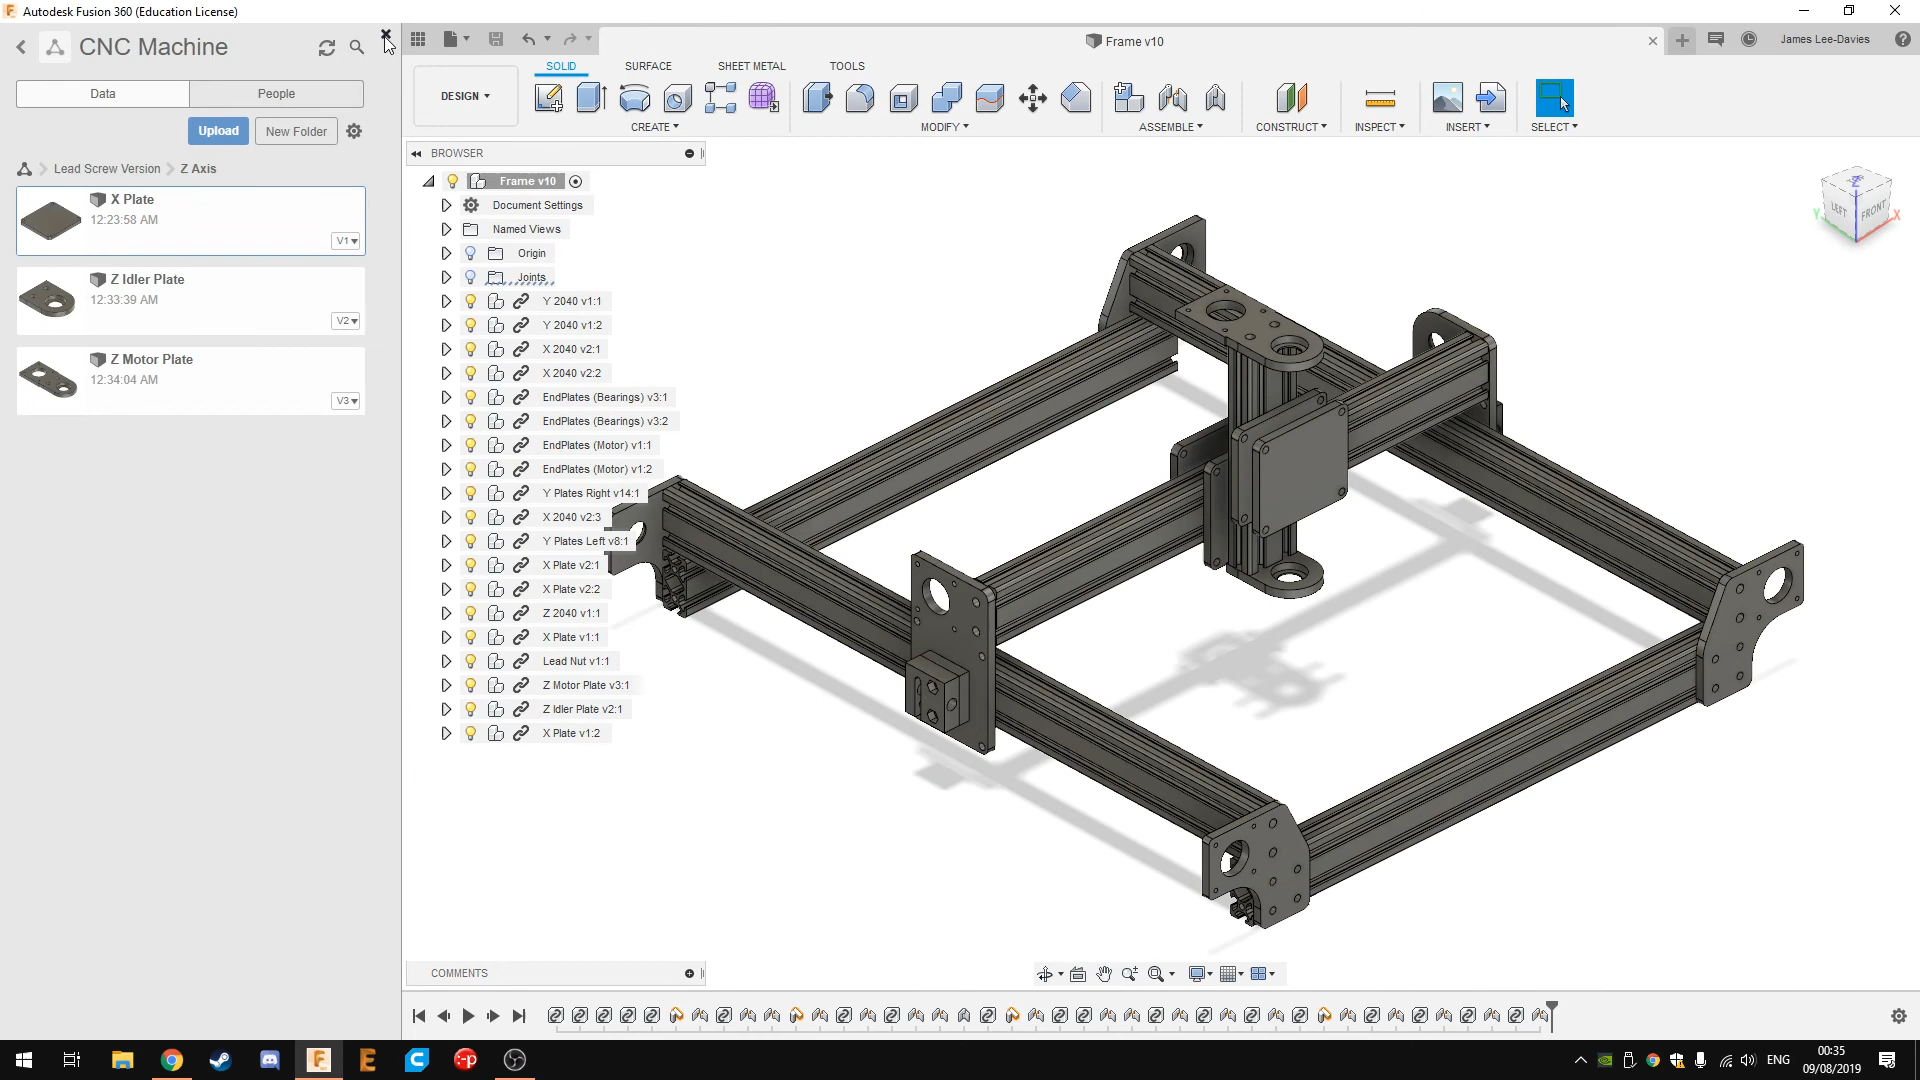 Autodesk Fusion 360 (Education License)
CNC Machine
Data
People
Upload
New Folder
Lead Screw Version
Z Axis
X Plate
12:23:58 AM
V1
Z Idler Plate
12:33:39 AM
V2
Z Motor Plate
12:34:04 AM
V3
Frame v10
James Lee-Davies
SOLID
SURFACE
SHEET METAL
TOOLS
DESIGN
CREATE
MODIFY
ASSEMBLE
CONSTRUCT
INSPECT
INSERT
SELECT
BROWSER
Frame v10
Document Settings
Named Views
Origin
Joints
Y 2040 v1:1
Y 2040 v1:2
X 2040 v2:1
X 2040 v2:2
EndPlates (Bearings) v3:1
EndPlates (Bearings) v3:2
EndPlates (Motor) v1:1
EndPlates (Motor) v1:2
Y Plates Right v14:1
X 2040 v2:3
Y Plates Left v8:1
X Plate v2:1
X Plate v2:2
Z 2040 v1:1
X Plate v1:1
Lead Nut v1:1
Z Motor Plate v3:1
Z Idler Plate v2:1
X Plate v1:2
Z
LEFT
FRONT
Y
X
COMMENTS
ENG
00:35
09/08/2019